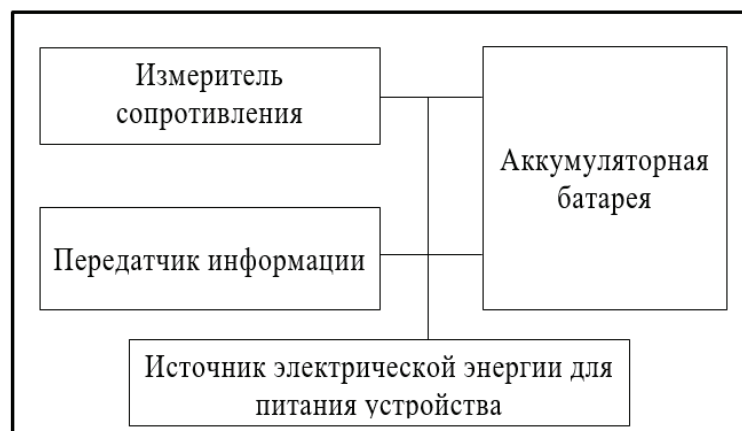 Измеритель
сопротивления
Аккумуляторная
батарея
Передатчик информации
Источник электрической энергии для
питания устройства